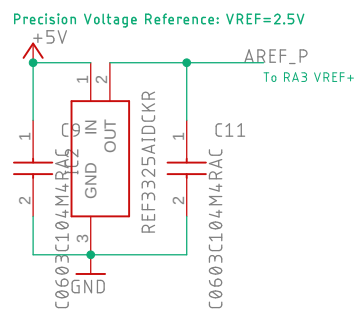 Precision Voltage Reference: VREF=2.5V
+5V
AREF_P
To RA3 VREF+
1
2
1
1
C9
IN
OUT
C11
IC2
GND
REF3325AIDCKR
2
2
C0603C104M4RAC
C0603C104M4RAC
3
GND